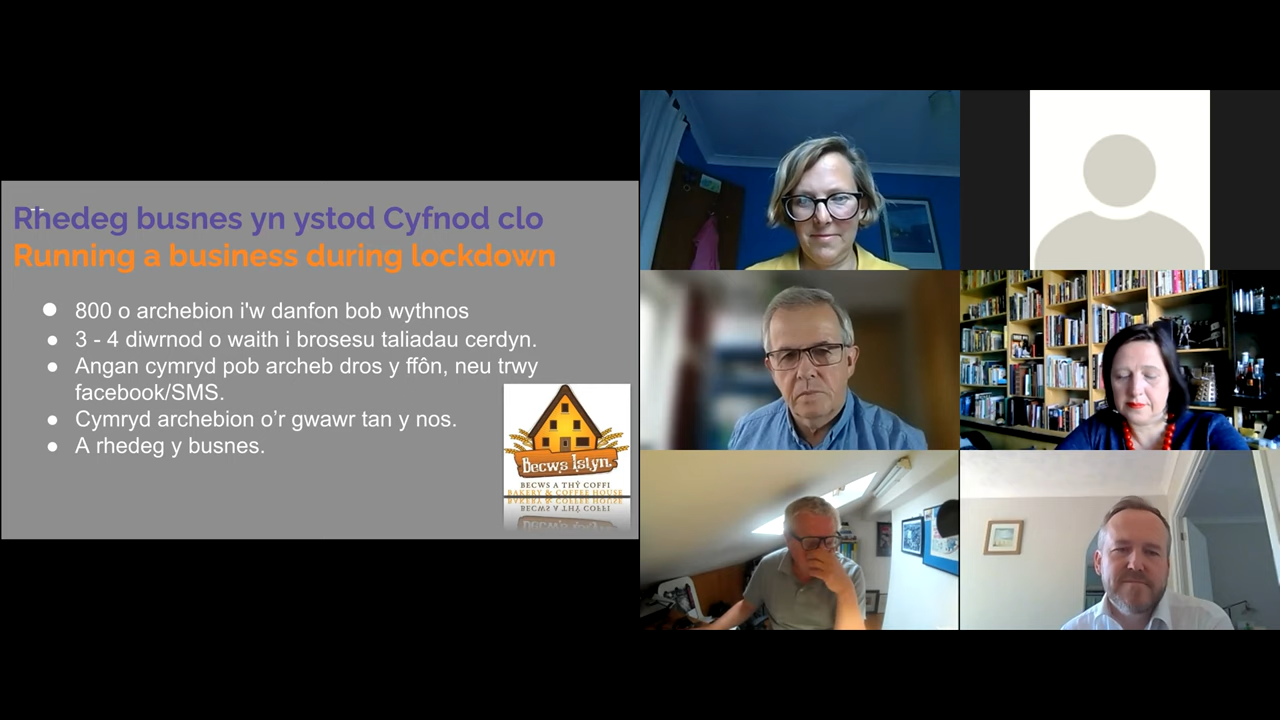 Rhedeg busnes yn ystod Cyfnod clo
Running a business during lockdown
● 800 o archebion i'w danfon bob wythnos
● 3 - 4 diwrnod o waith i brosesu taliadau cerdyn.
● Angan cymryd pob archeb dros y ffôn, neu trwy
facebook/SMS.
● Cymryd archebion o’r gwawr tan y nos.
● A rhedeg y busnes.
Becws Islyn.
BECWS A THŶ COFFI
BAKERY & COFFEE HOUSE